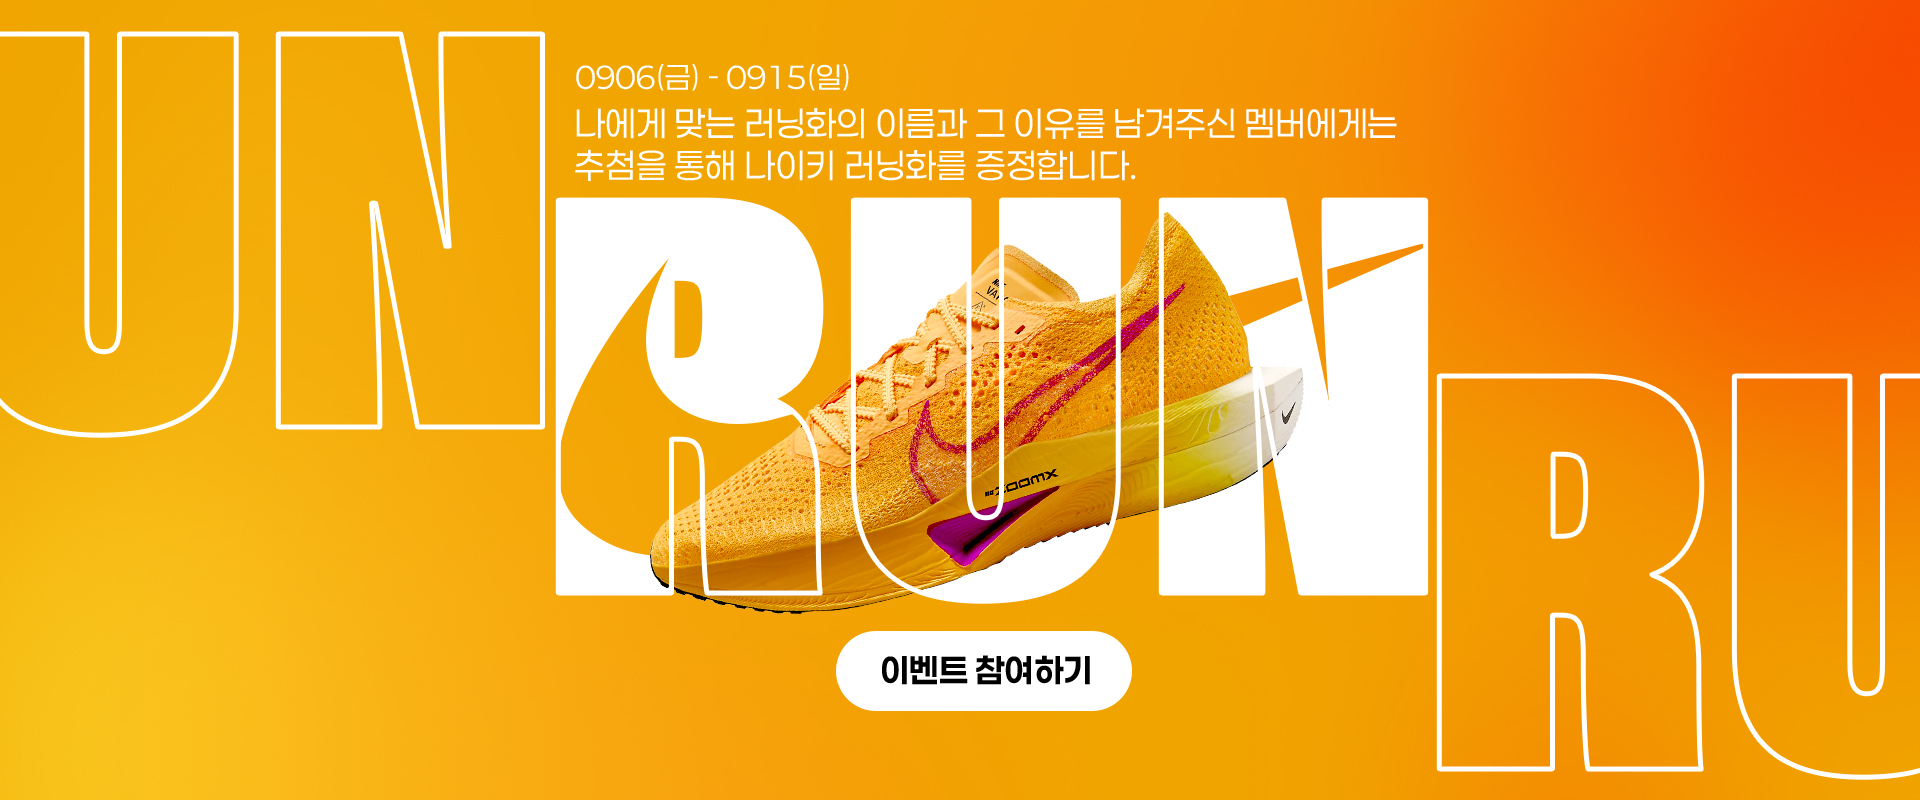 UN
0906(금) - 0915(일)
나에게 맞는 러닝화의 이름과 그 이유를 남겨주신 멤버에게는
추첨을 통해 나이키 러닝화를 증정합니다.
RUN
ZOOMX
RU
이벤트 참여하기